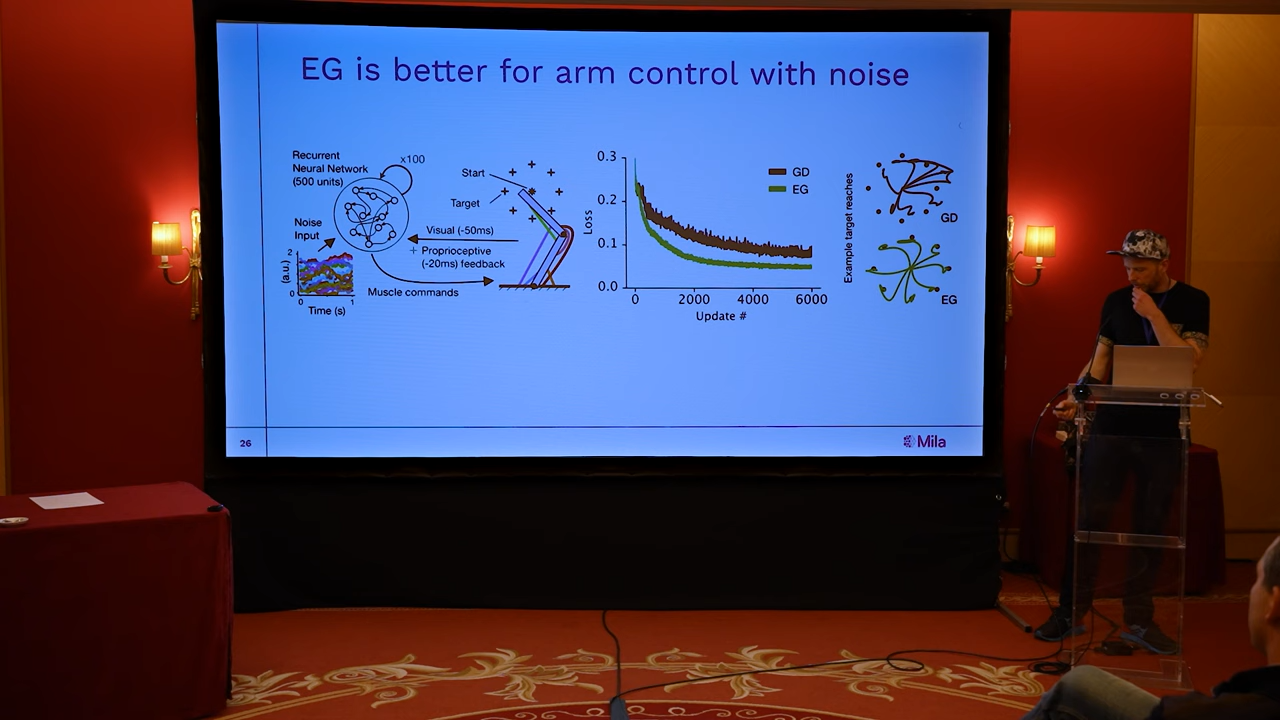 EG is better for arm control with noise
Recurrent
Neural Network
(500 units)
x100
Noise
Input
2
(a.u.)
0
0
1
Time (s)
Start
Target
Visual (-50ms)
+ Proprioceptive
(-20ms) feedback
Muscle commands
0.3
0.2
0.1
0.0
Loss
0
2000
4000
6000
Update #
GD
EG
Example target reaches
GD
EG
26
Mila